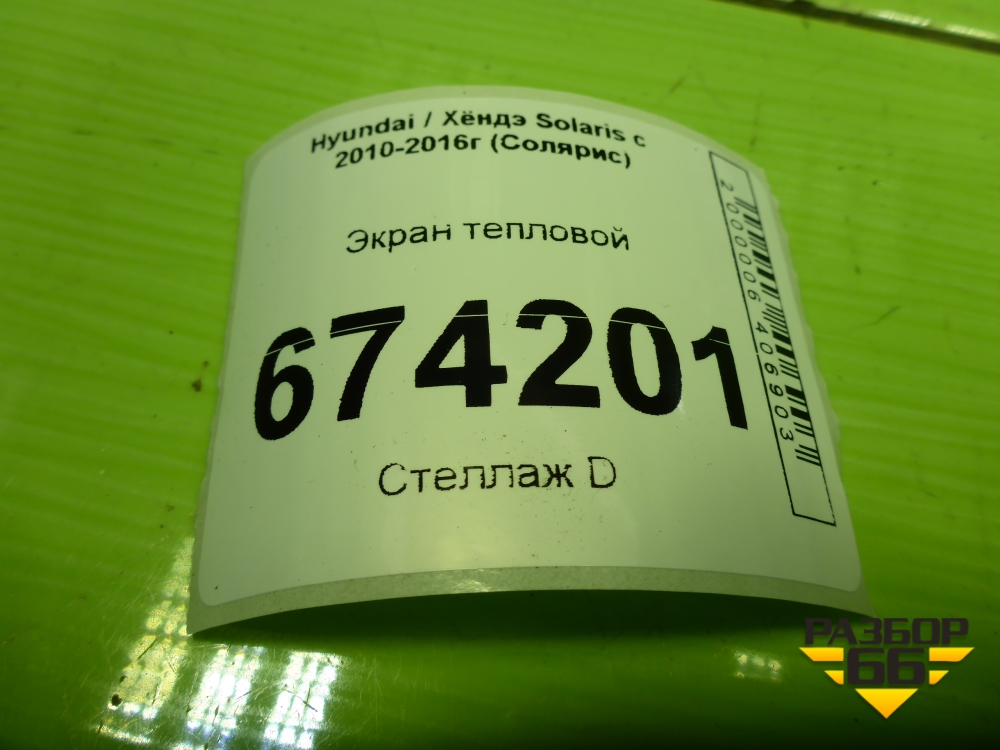 Hyundai / Хёндэ Solaris с
2010-2016г (Солярис)
Экран тепловой
674201
Стеллаж D
2000006406903
РАЗБОР
66